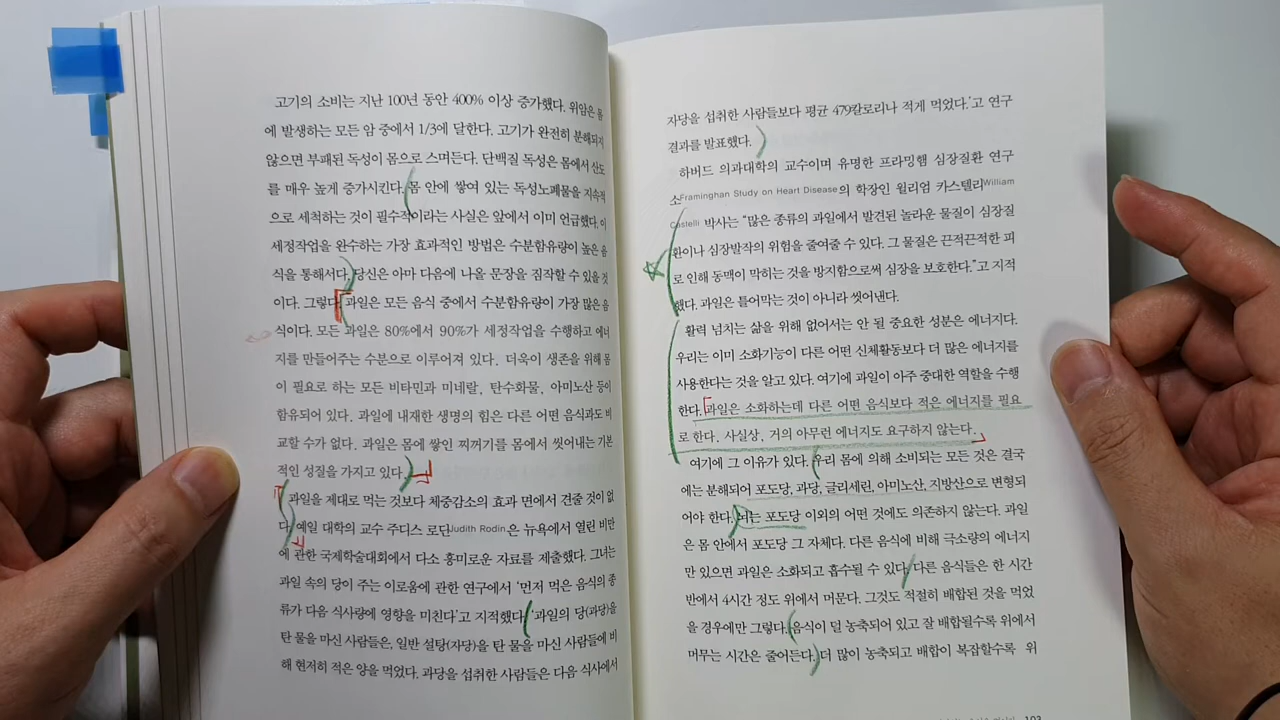 고기의 소비는 지난 100년 동안 400% 이상 증가했다. 위암은 몸
에 발생하는 모든 암 중에서 1/3에 달한다. 고기가 완전히 분해되지
않으면 부패된 독성이 몸으로 스며든다. 단백질 독성은 몸에서 산도
를 매우 높게 증가시킨다. 몸 안에 쌓여 있는 독성노폐물을 지속적
으로 세척하는 것이 필수적이라는 사실은 앞에서 이미 언급했다. 이
세정작업을 완수하는 가장 효과적인 방법은 수분함유량이 높은 음
식을 통해서다. 당신은 아마 다음에 나올 문장을 짐작할 수 있을 것
이다. 그렇다. 과일은 모든 음식 중에서 수분함유량이 가장 많은 음
식이다. 모든 과일은 80%에서 90%가 세정작업을 수행하고 에너
지를 만들어주는 수분으로 이루어져 있다. 더욱이 생존을 위해 몸
이 필요로 하는 모든 비타민과 미네랄, 탄수화물, 아미노산 등이
함유되어 있다. 과일에 내재한 생명의 힘은 다른 어떤 음식과도 비
교할 수가 없다. 과일은 몸에 쌓인 찌꺼기를 몸에서 씻어내는 기본
적인 성질을 가지고 있다.
과일을 제대로 먹는 것보다 체중감소의 효과 면에서 견줄 것이 없
다. 예일 대학의 교수 주디스 로딘Judith Rodin은 뉴욕에서 열린 비만
에 관한 국제학술대회에서 다소 흥미로운 자료를 제출했다. 그녀는
과일 속의 당이 주는 이로움에 관한 연구에서 ‘먼저 먹은 음식의 종
류가 다음 식사량에 영향을 미친다’고 지적했다. ‘과일의 당(과당)을
탄 물을 마신 사람들은, 일반 설탕(자당)을 탄 물을 마신 사람들에 비
해 현저히 적은 양을 먹었다. 과당을 섭취한 사람들은 다음 식사에서
자당을 섭취한 사람들보다 평균 479칼로리나 적게 먹었다.’고 연구
결과를 발표했다.
하버드 의과대학의 교수이며 유명한 프라밍햄 심장질환 연구
소Framinghan Study on Heart Disease의 학장인 윌리엄 카스텔리William
Castelli 박사는 “많은 종류의 과일에서 발견된 놀라운 물질이 심장질
환이나 심장발작의 위험을 줄여줄 수 있다. 그 물질은 끈적끈적한 피
로 인해 동맥이 막히는 것을 방지함으로써 심장을 보호한다.”고 지적
했다. 과일은 틀어막는 것이 아니라 씻어낸다.
활력 넘치는 삶을 위해 없어서는 안 될 중요한 성분은 에너지다.
우리는 이미 소화기능이 다른 어떤 신체활동보다 더 많은 에너지를
사용한다는 것을 알고 있다. 여기에 과일이 아주 중대한 역할을 수행
한다. 과일은 소화하는데 다른 어떤 음식보다 적은 에너지를 필요
로 한다. 사실상, 거의 아무런 에너지도 요구하지 않는다.
여기에 그 이유가 있다. 우리 몸에 의해 소비되는 모든 것은 결국
에는 분해되어 포도당, 과당, 글리세린, 아미노산, 지방산으로 변형되
어야 한다. 뇌는 포도당 이외의 어떤 것에도 의존하지 않는다. 과일
은 몸 안에서 포도당 그 자체다. 다른 음식에 비해 극소량의 에너지
만 있으면 과일은 소화되고 흡수될 수 있다. 다른 음식들은 한 시간
반에서 4시간 정도 위에서 머문다. 그것도 적절히 배합된 것을 먹었
을 경우에만 그렇다. 음식이 덜 농축되어 있고 잘 배합될수록 위에서
머무는 시간은 줄어든다. 더 많이 농축되고 배합이 복잡할수록 위